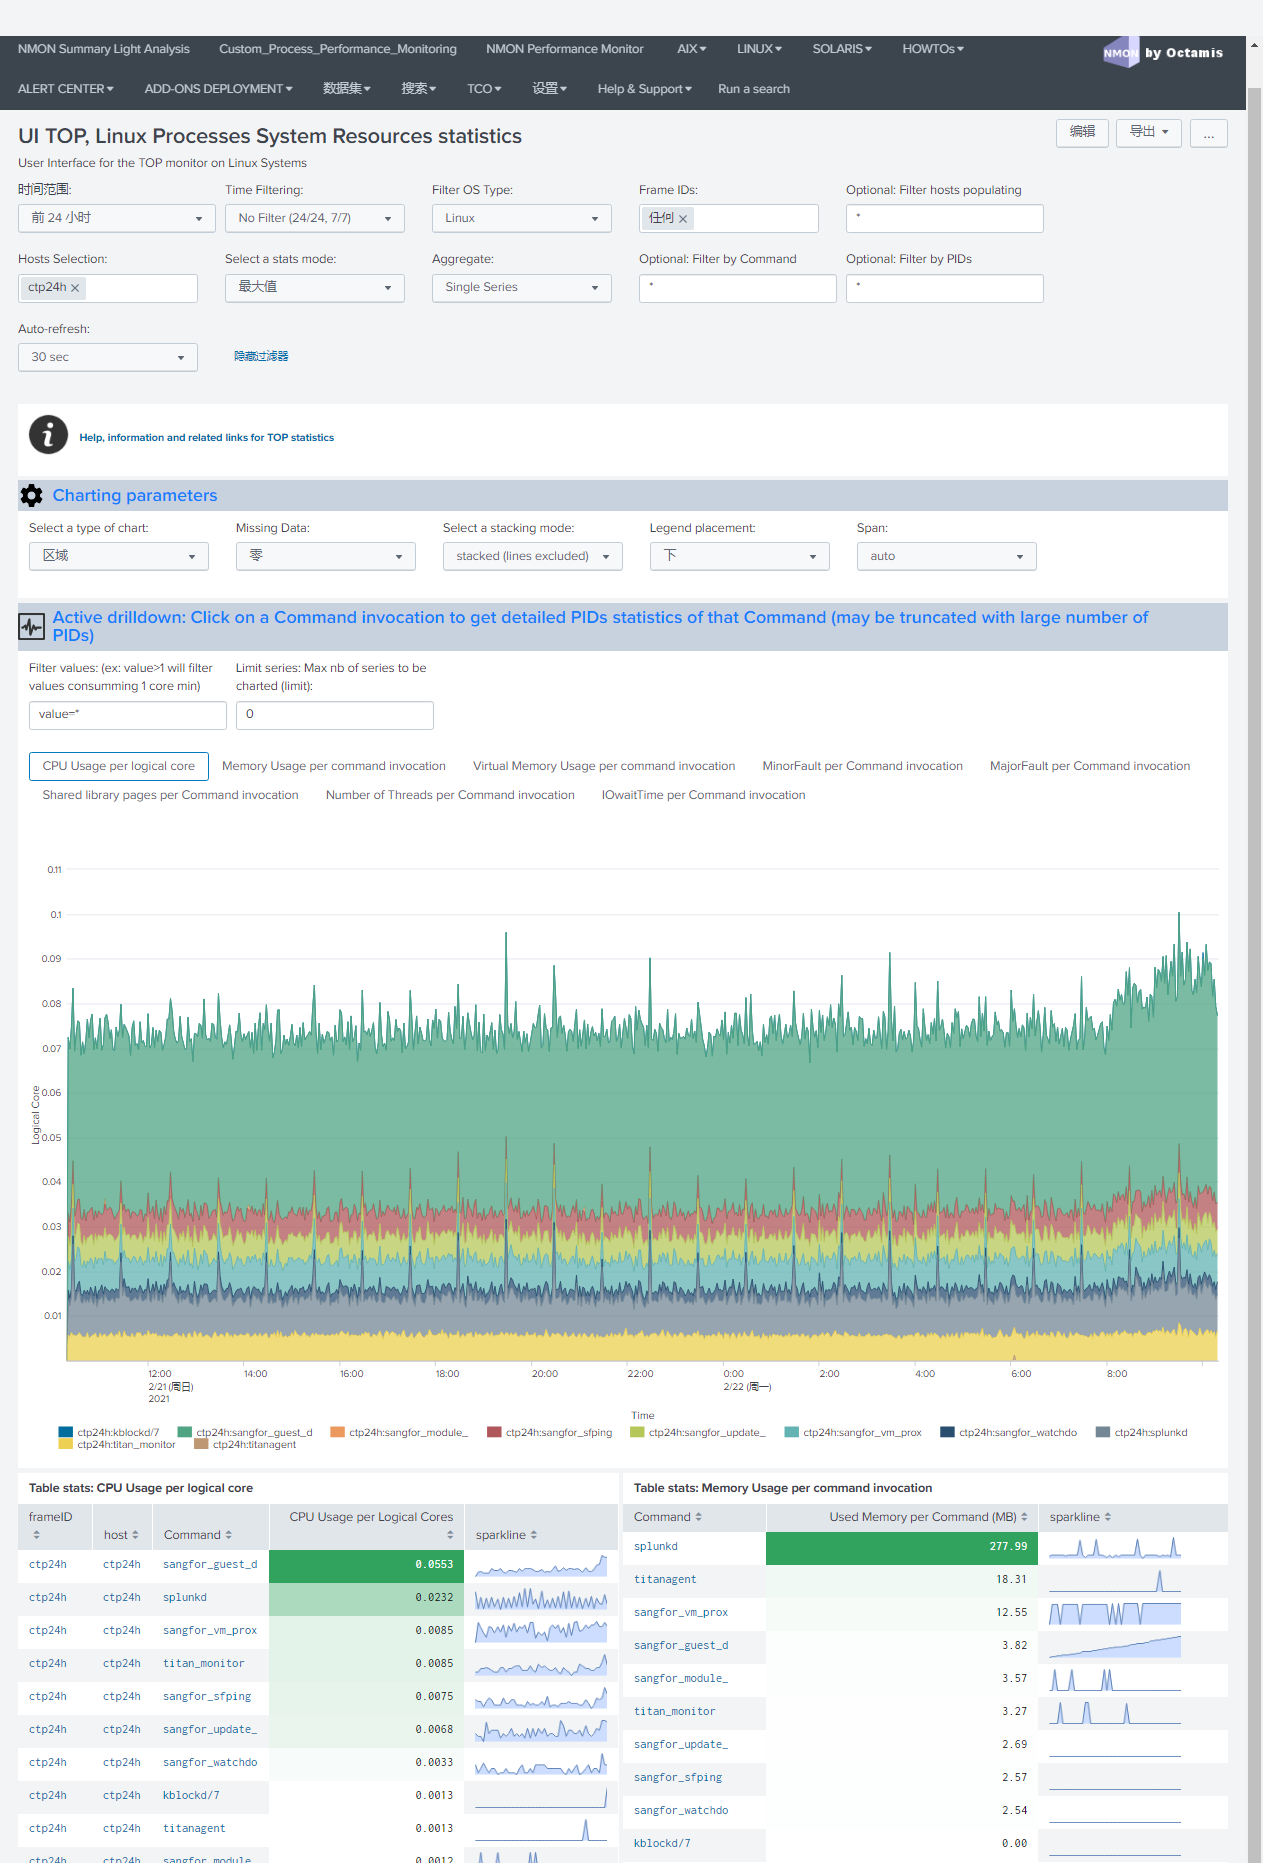 NMON Summary Light Analysis Custom_Process_Performance_Monitoring NMON Performance Monitor AIX LINUX SOLARIS HOWTOs NMON by Octamis
ALERT CENTER ADD-ONS DEPLOYMENT 数据集 搜索 TCO 设置 Help & Support Run a search
UI TOP, Linux Processes System Resources statistics 编辑 导出 ...
User Interface for the TOP monitor on Linux Systems
时间范围: Time Filtering: Filter OS Type: Frame IDs: Optional: Filter hosts populating
前 24 小时 No Filter (24/24, 7/7) Linux 任何 × *
Hosts Selection: Select a stats mode: Aggregate: Optional: Filter by Command Optional: Filter by PIDs
ctp24h × 最大值 Single Series * *
Auto-refresh:
30 sec 隐藏过滤器
Help, information and related links for TOP statistics
Charting parameters
Select a type of chart: Missing Data: Select a stacking mode: Legend placement: Span:
区域 零 stacked (lines excluded) 下 auto
Active drilldown: Click on a Command invocation to get detailed PIDs statistics of that Command (may be truncated with large number of
PIDs)
Filter values: (ex: value>1 will filter Limit series: Max nb of series to be
values consumming 1 core min) charted (limit):
value=* 0
CPU Usage per logical core Memory Usage per command invocation Virtual Memory Usage per command invocation MinorFault per Command invocation MajorFault per Command invocation
Shared library pages per Command invocation Number of Threads per Command invocation IOwaitTime per Command invocation
0.11
0.1
0.09
0.08
0.07
0.06
0.05
0.04
0.03
0.02
0.01
Logical Core
12:00 14:00 16:00 18:00 20:00 22:00 0:00 2:00 4:00 6:00 8:00
2/21 (周日) 2/22 (周一)
2021
Time
ctp24h:kblockd/7 ctp24h:sangfor_guest_d ctp24h:sangfor_module_ ctp24h:sangfor_sfping ctp24h:sangfor_update_ ctp24h:sangfor_vm_prox ctp24h:sangfor_watchdo ctp24h:splunkd
ctp24h:titan_monitor ctp24h:titanagent
Table stats: CPU Usage per logical core
frameID host Command CPU Usage per Logical Cores sparkline
ctp24h ctp24h sangfor_guest_d 0.0553
ctp24h ctp24h splunkd 0.0232
ctp24h ctp24h sangfor_vm_prox 0.0085
ctp24h ctp24h titan_monitor 0.0085
ctp24h ctp24h sangfor_sfping 0.0075
ctp24h ctp24h sangfor_update_ 0.0068
ctp24h ctp24h sangfor_watchdo 0.0033
ctp24h ctp24h kblockd/7 0.0013
ctp24h ctp24h titanagent 0.0013
ctp24h ctp24h sangfor_module_ 0.0012
Table stats: Memory Usage per command invocation
Command Used Memory per Command (MB) sparkline
splunkd 277.99
titanagent 18.31
sangfor_vm_prox 12.55
sangfor_guest_d 3.82
sangfor_module_ 3.57
titan_monitor 3.27
sangfor_update_ 2.69
sangfor_sfping 2.57
sangfor_watchdo 2.54
kblockd/7 0.00